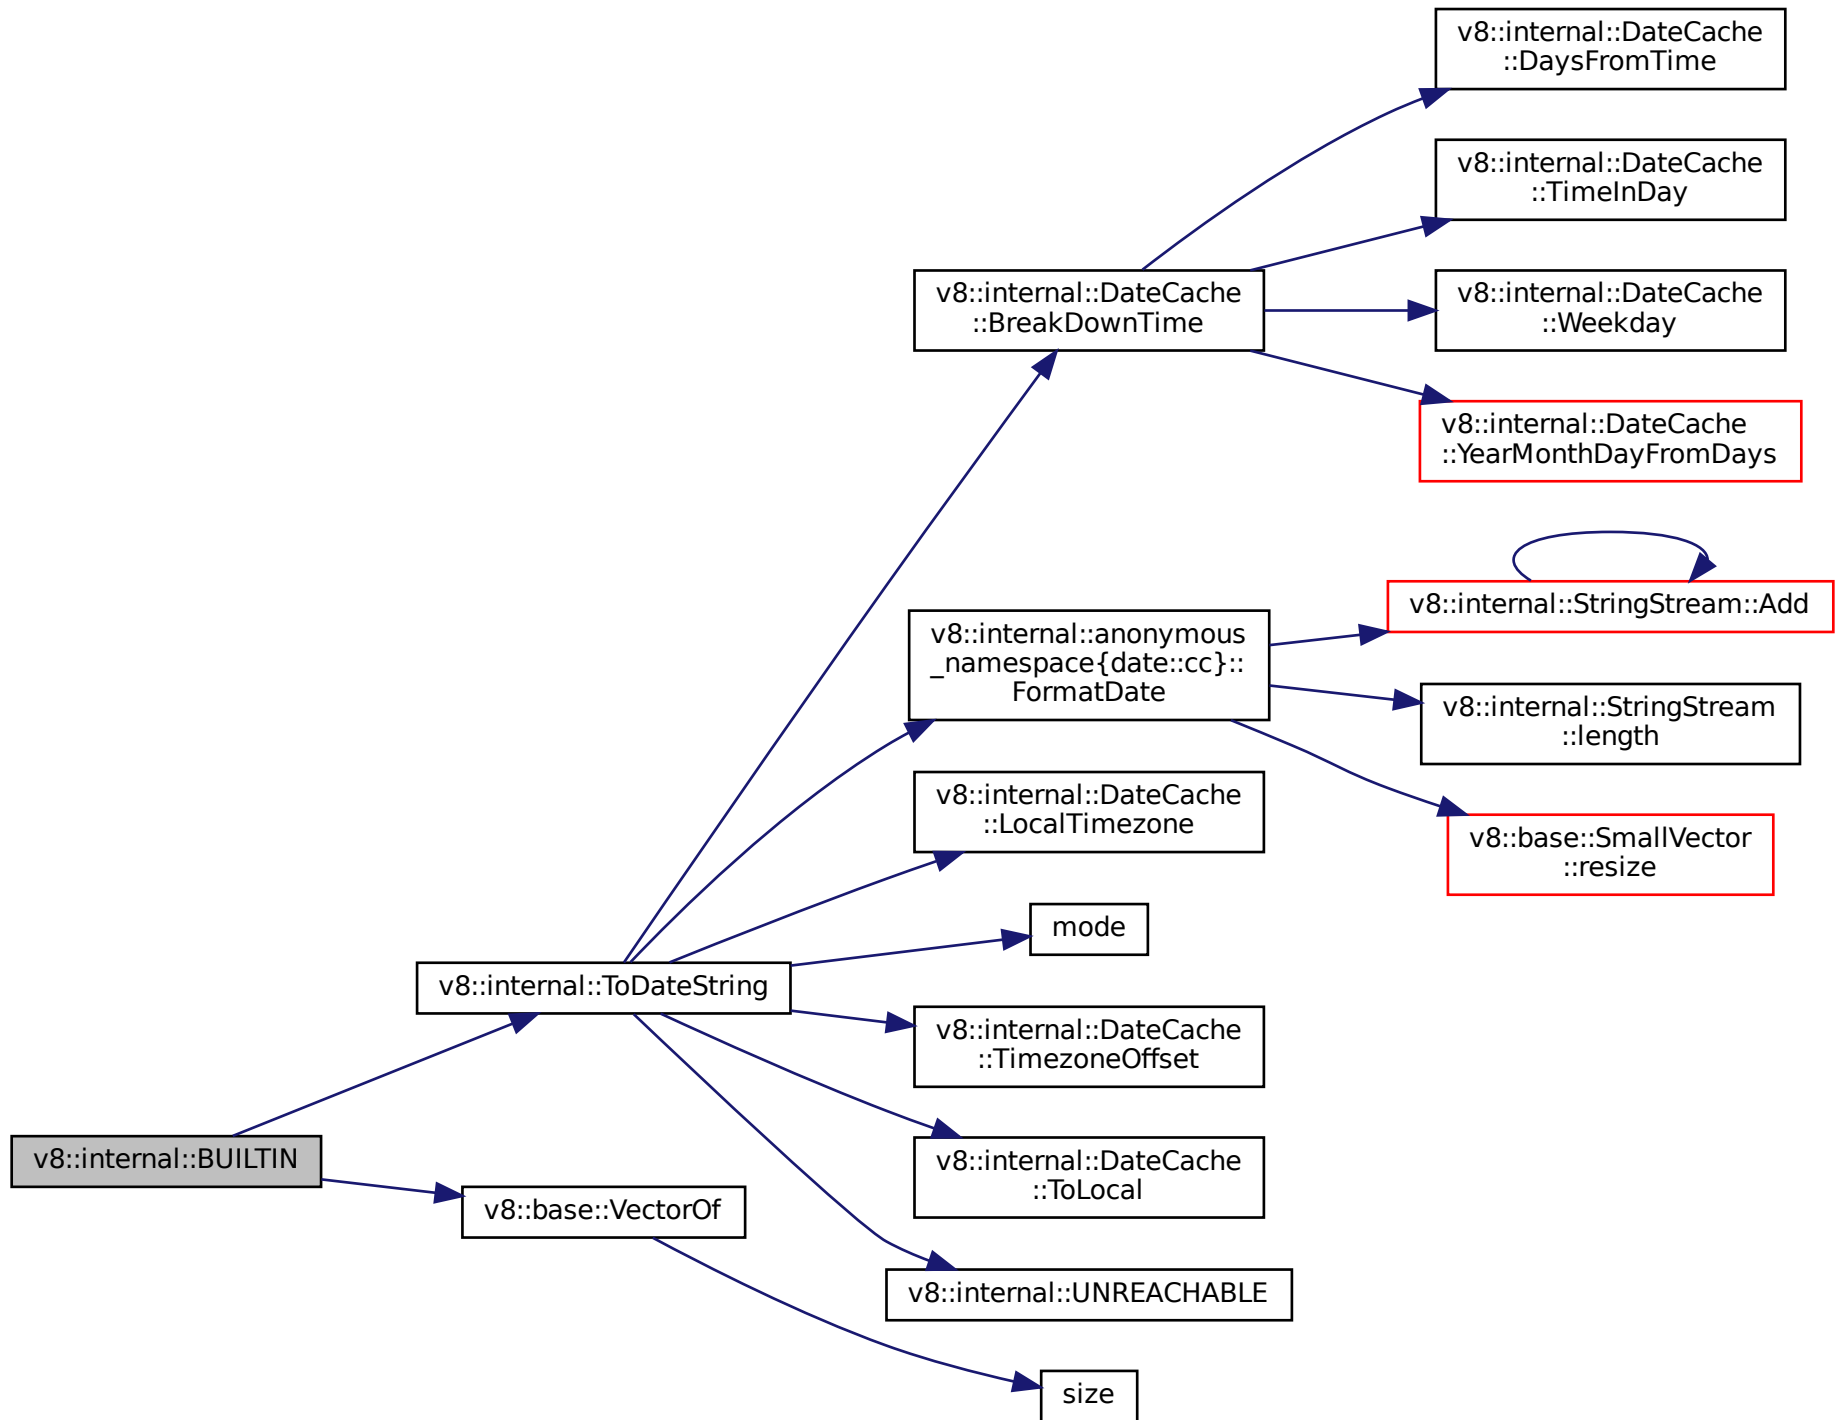 v8::internal::DateCache
::DaysFromTime
v8::internal::DateCache
::TimeInDay
v8::internal::DateCache
::BreakDownTime
v8::internal::DateCache
::Weekday
v8::internal::DateCache
::YearMonthDayFromDays
v8::internal::StringStream::Add
v8::internal::anonymous
_namespace{date::cc}::
FormatDate
v8::internal::StringStream
::length
v8::internal::DateCache
::LocalTimezone
v8::base::SmallVector
::resize
mode
v8::internal::ToDateString
v8::internal::DateCache
::TimezoneOffset
v8::internal::BUILTIN
v8::internal::DateCache
::ToLocal
v8::base::VectorOf
v8::internal::UNREACHABLE
size